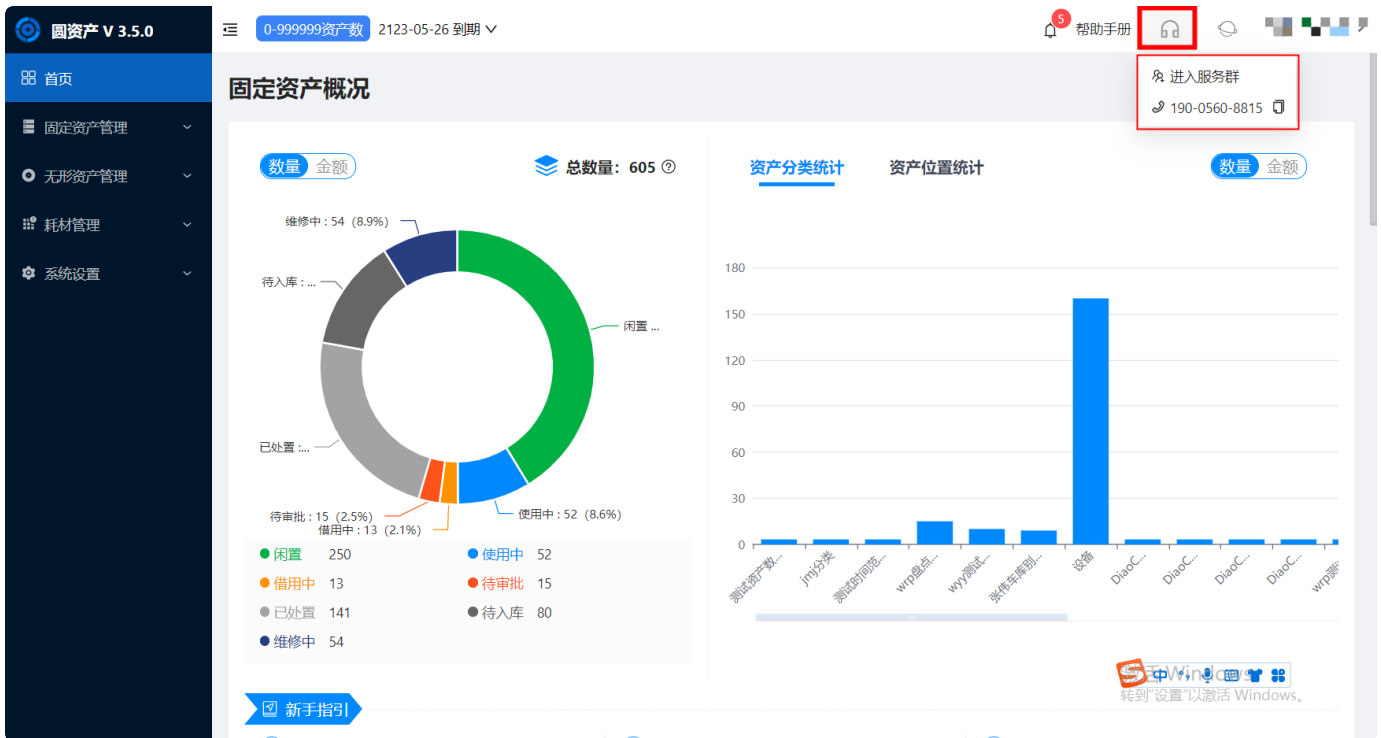 圆资产 V 3.5.0
0-999999资产数
2123-05-26 到期
5
帮助手册
进入服务群
190-0560-8815
首页
固定资产管理
无形资产管理
耗材管理
系统设置
固定资产概况
数量 金额
总数量：605
维修中 : 54 (8.9%)
待入库 : ...
闲置 ...
已处置 :...
待审批 : 15 (2.5%)
借用中 : 13 (2.1%)
使用中 : 52 (8.6%)
闲置 250
使用中 52
借用中 13
待审批 15
已处置 141
待入库 80
维修中 54
资产分类统计
资产位置统计
数量 金额
180
150
120
90
60
30
0
测试资产数...
jmj分类
测试时间范...
wrp盘点...
wyy测试...
张伟车库别...
设备
DiaoC...
DiaoC...
DiaoC...
DiaoC...
wrp测
新手指引
中
激活 Windows
转到"设置"以激活 Windows。